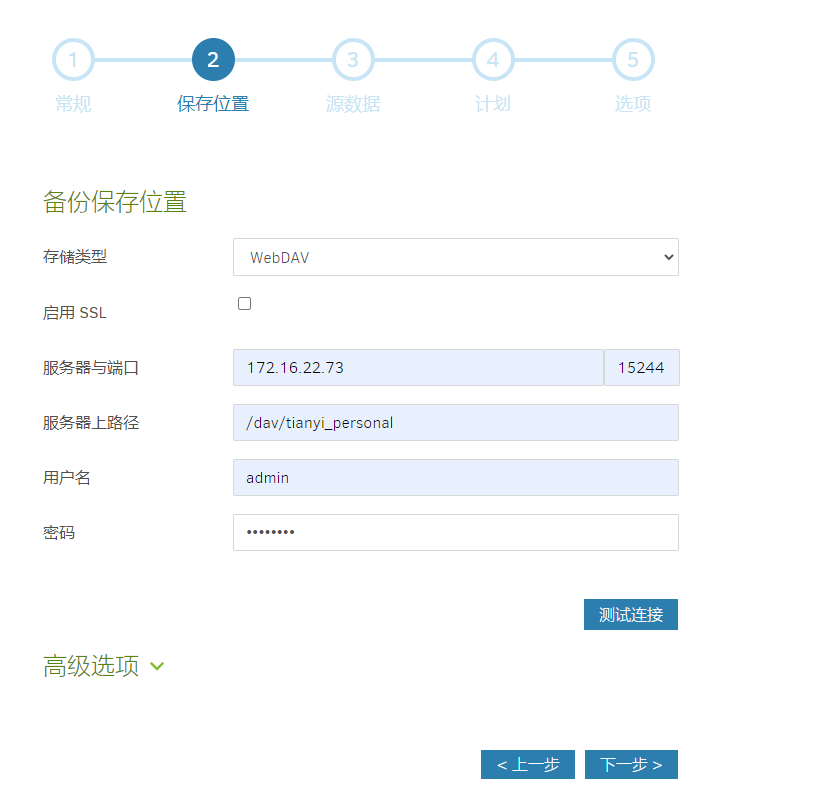 1 2 3 4 5
常规 保存位置 源数据 计划 选项
备份保存位置
存储类型 WebDAV
启用 SSL
服务器与端口 172.16.22.73 15244
服务器上路径 /dav/tianyi_personal
用户名 admin
密码 ••••••••
测试连接
高级选项
< 上一步 下一步 >